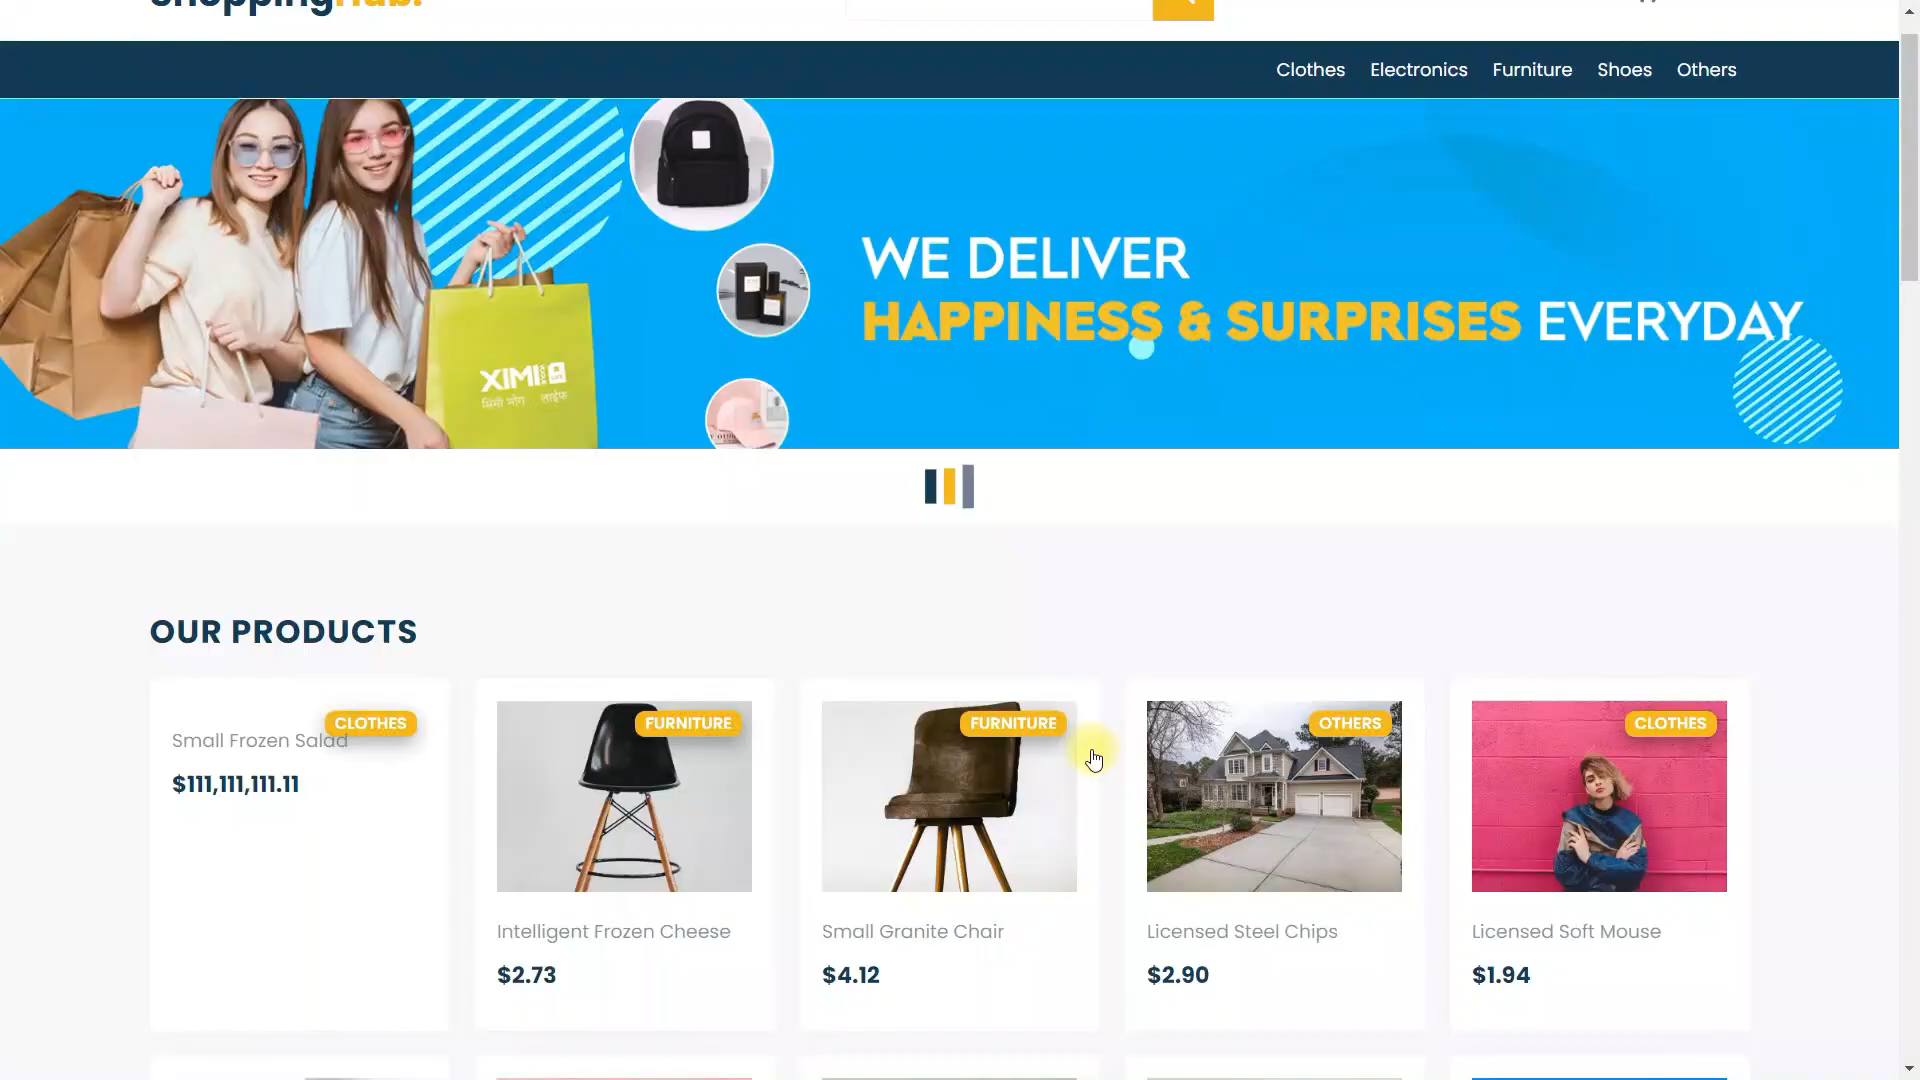 ShoppingHub.
Clothes Electronics Furniture Shoes Others
WE DELIVER
HAPPINESS & SURPRISES EVERYDAY
XIMI
OUR PRODUCTS
CLOTHES
Small Frozen Salad
$111,111,111.11
FURNITURE
Intelligent Frozen Cheese
$2.73
FURNITURE
Small Granite Chair
$4.12
OTHERS
Licensed Steel Chips
$2.90
CLOTHES
Licensed Soft Mouse
$1.94